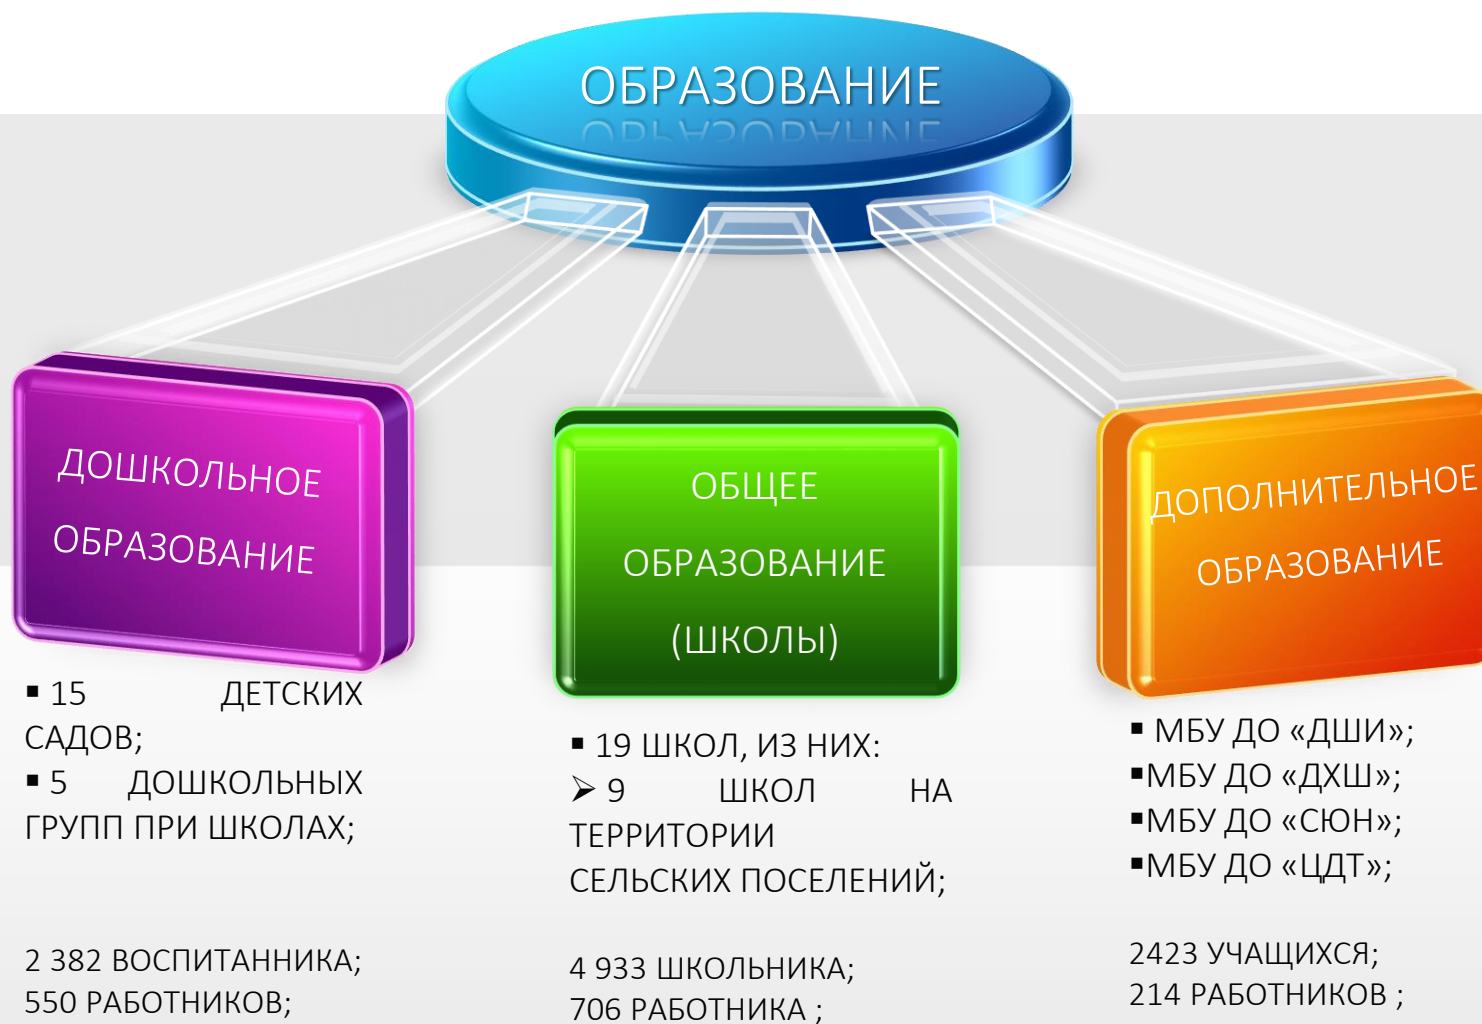 ОБРАЗОВАНИЕ
ДОШКОЛЬНОЕ
ОБРАЗОВАНИЕ
▪ 15 ДЕТСКИХ
САДОВ;
▪ 5 ДОШКОЛЬНЫХ
ГРУПП ПРИ ШКОЛАХ;
2 382 ВОСПИТАННИКА;
550 РАБОТНИКОВ;
ОБЩЕЕ
ОБРАЗОВАНИЕ
(ШКОЛЫ)
▪ 19 ШКОЛ, ИЗ НИХ:
➢ 9 ШКОЛ НА
ТЕРРИТОРИИ
СЕЛЬСКИХ ПОСЕЛЕНИЙ;
4 933 ШКОЛЬНИКА;
706 РАБОТНИКА ;
ДОПОЛНИТЕЛЬНОЕ
ОБРАЗОВАНИЕ
▪ МБУ ДО «ДШИ»;
▪МБУ ДО «ДХШ»;
▪МБУ ДО «СЮН»;
▪МБУ ДО «ЦДТ»;
2423 УЧАЩИХСЯ;
214 РАБОТНИКОВ ;